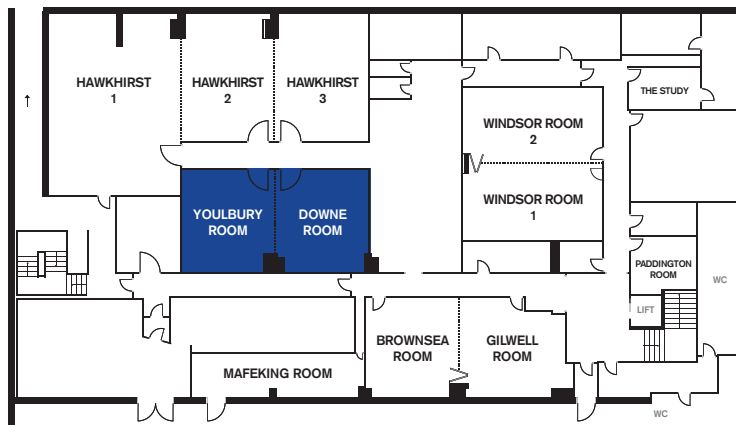 HAWKHIRST
1
HAWKHIRST
2
HAWKHIRST
3
THE STUDY
WINDSOR ROOM
2
WINDSOR ROOM
1
YOULBURY
ROOM
DOWNE
ROOM
PADDINGTON
ROOM
WC
LIFT
BROWNSEA
ROOM
GILWELL
ROOM
MAFEKING ROOM
WC